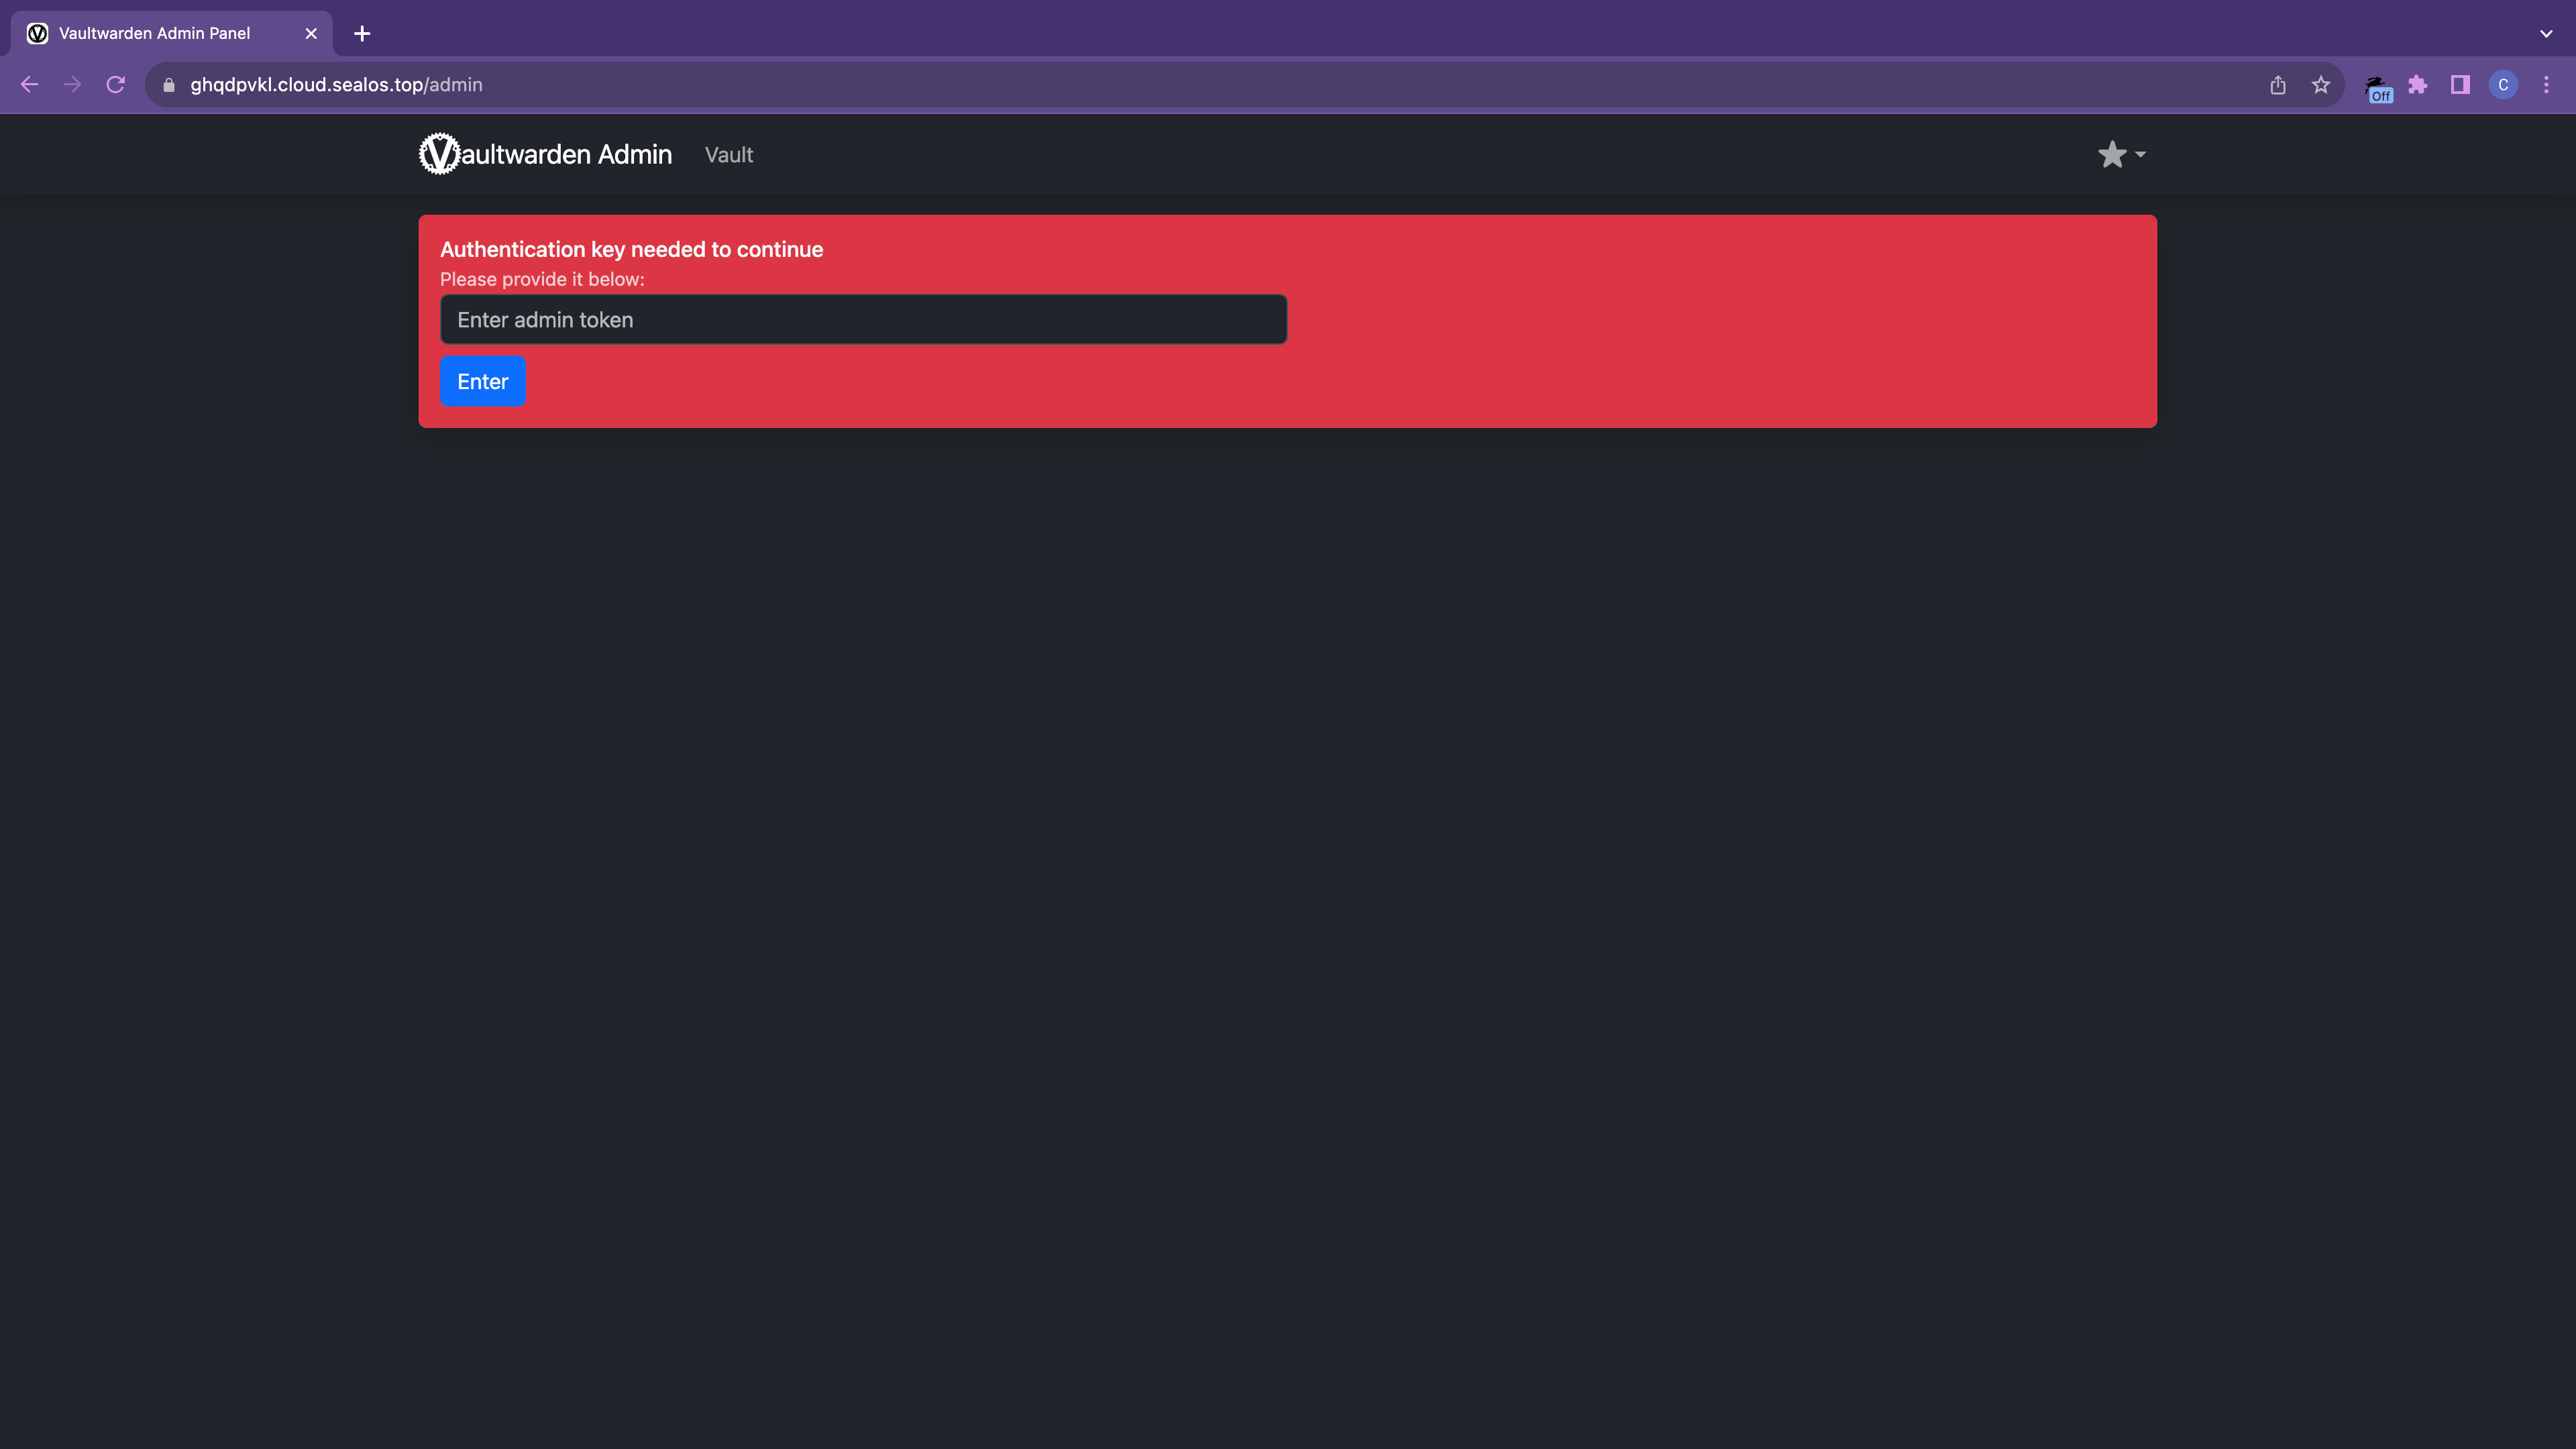 Vaultwarden Admin Panel
ghqdpvkl.cloud.sealos.top/admin
Off
C
Vaultwarden Admin
Vault
Authentication key needed to continue
Please provide it below:
Enter admin token
Enter